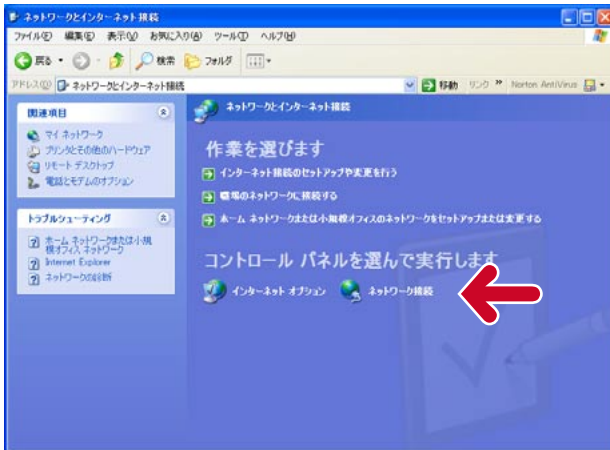 ネットワークとインターネット接続
ファイル(F) 編集(E) 表示(V) お気に入り(A) ツール(T) ヘルプ(H)
戻る 検索 フォルダ
アドレス(D) ネットワークとインターネット接続 移動 リンク » Norton AntiVirus
関連項目
マイ ネットワーク
プリンタとその他のハードウェア
リモート デスクトップ
電話とモデムのオプション
トラブルシューティング
ホーム ネットワークまたは小規
模オフィス ネットワーク
Internet Explorer
ネットワークの診断
ネットワークとインターネット接続
作業を選びます
インターネット接続のセットアップや変更を行う
職場のネットワークに接続する
ホーム ネットワークまたは小規模オフィスのネットワークをセットアップまたは変更する
コントロール パネルを選んで実行します
インターネット オプション ネットワーク接続